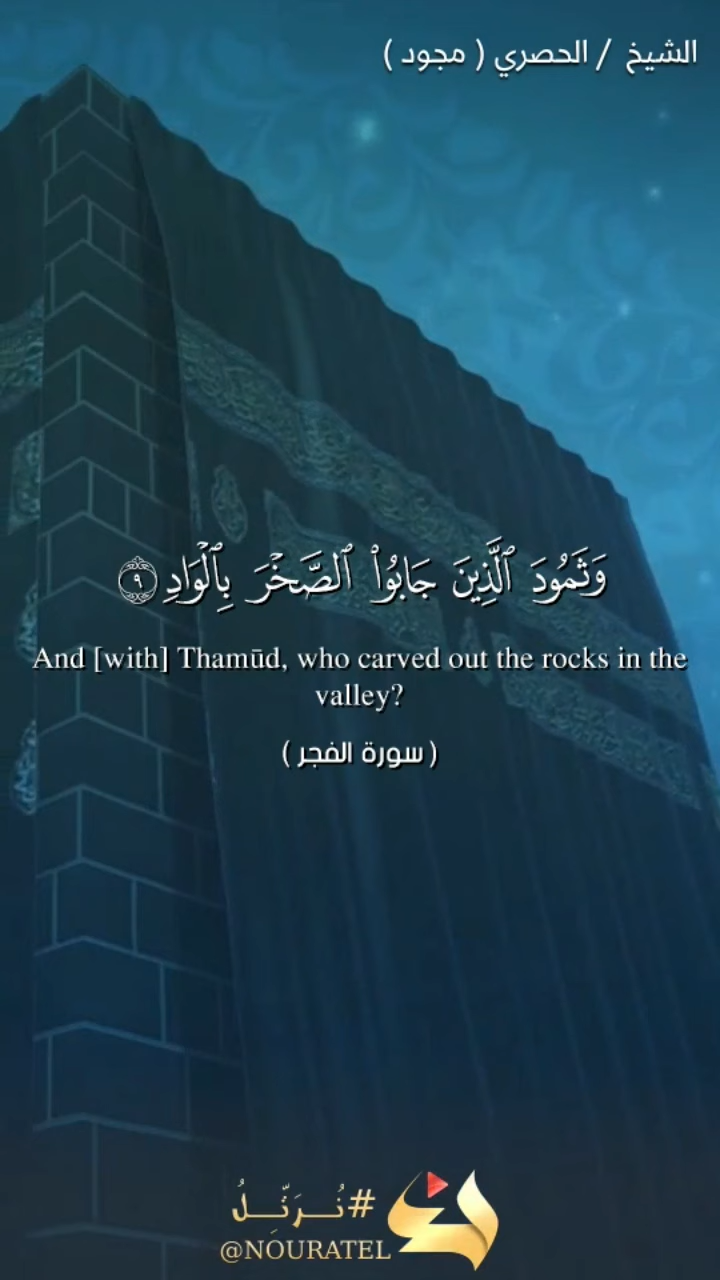 الشيخ / الحصري ( مجود )
وَثَمُودَ ٱلَّذِينَ جَابُوا۟ ٱلصَّخْرَ بِٱلْوَادِ ٩
And [with] Thamūd, who carved out the rocks in the
valley?
( سورة الفجر )
#نُـرَتِّـلُ
@NOURATEL